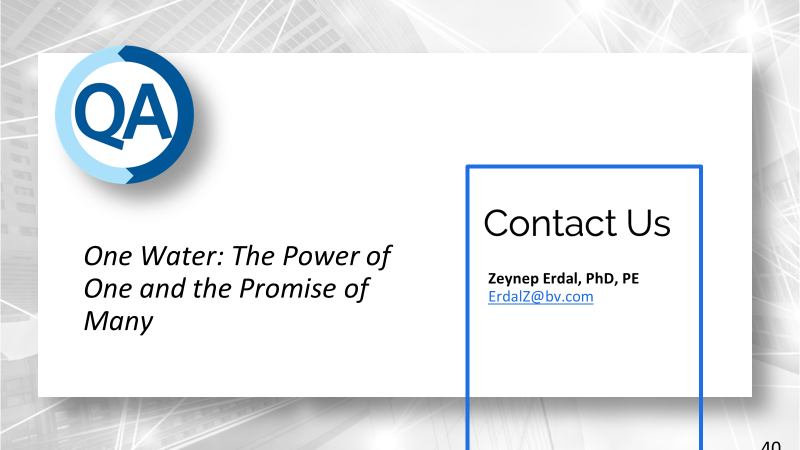 QA
One Water: The Power of
One and the Promise of
Many
Contact Us
Zeynep Erdal, PhD, PE
ErdalZ@bv.com
40